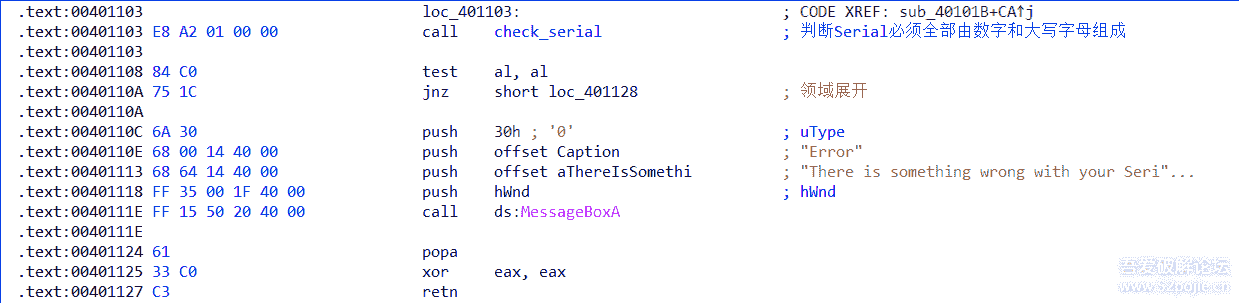 .text:00401103 loc_401103: ; CODE XREF: sub_40101B+CA↑j
.text:00401103 E8 A2 01 00 00 call check_serial ; 判断Serial必须全部由数字和大写字母组成
.text:00401103
.text:00401108 84 C0 test al, al
.text:0040110A 75 1C jnz short loc_401128 ; 领域展开
.text:0040110A
.text:0040110C 6A 30 push 30h ; '0' ; uType
.text:0040110E 68 00 14 40 00 push offset Caption ; "Error"
.text:00401113 68 64 14 40 00 push offset aThereIsSomethi ; "There is something wrong with your Seri"...
.text:00401118 FF 35 00 1F 40 00 push hWnd ; hWnd
.text:0040111E FF 15 50 20 40 00 call ds:MessageBoxA
.text:0040111E
.text:00401124 61 popa
.text:00401125 33 C0 xor eax, eax
.text:00401127 C3 retn
吾爱破解论坛
www.52pojie.cn